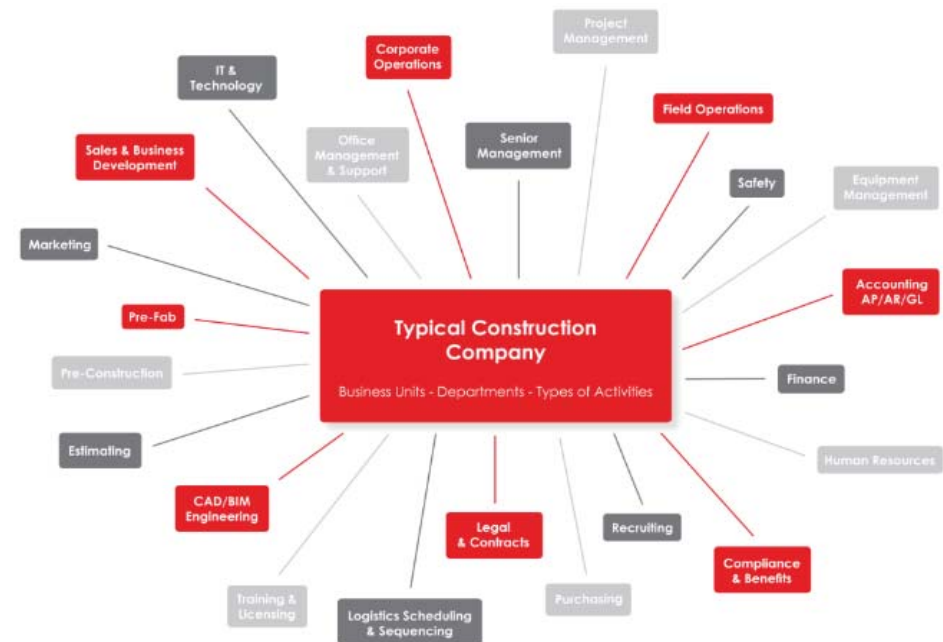 Project
Management
Corporate
Operations
IT &
Technology
Field Operations
Office
Management
& Support
Senior
Management
Sales & Business
Development
Safety
Equipment
Management
Marketing
Accounting
AP/AR/GL
Pre-Fab
Typical Construction
Company
Business Units - Departments - Types of Activities
Pre-Construction
Finance
Estimating
Human Resources
CAD/BIM
Engineering
Legal
& Contracts
Recruiting
Compliance
& Benefits
Training &
Licensing
Logistics Scheduling
& Sequencing
Purchasing